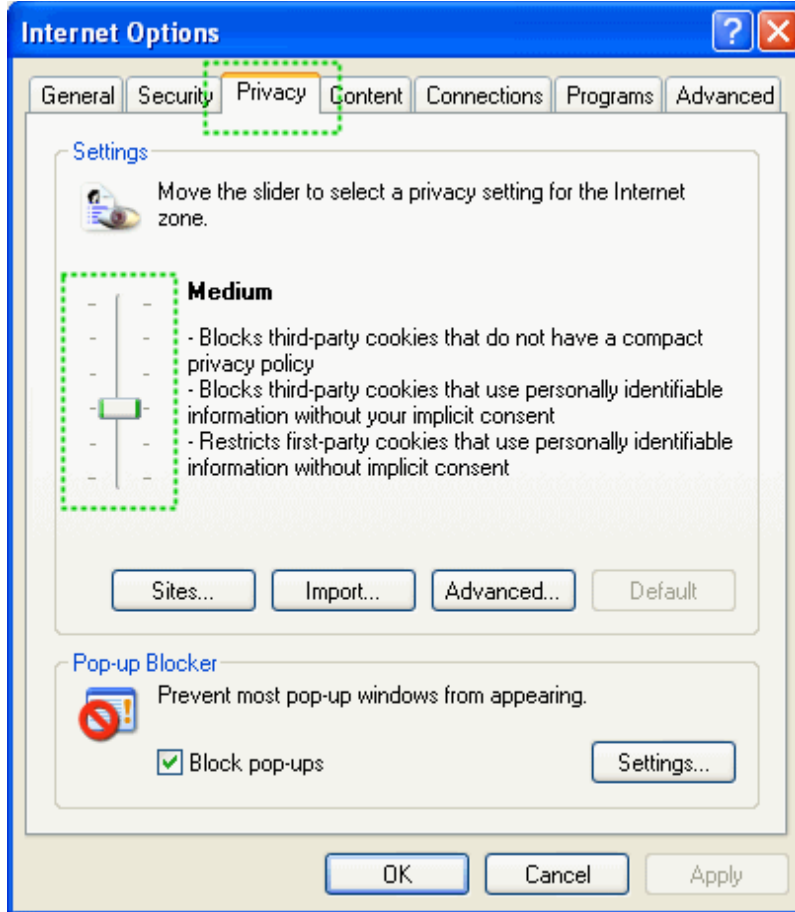 Internet Options
General Security Privacy Content Connections Programs Advanced
Settings
Move the slider to select a privacy setting for the Internet
zone.
Medium
- Blocks third-party cookies that do not have a compact
privacy policy
- Blocks third-party cookies that use personally identifiable
information without your implicit consent
- Restricts first-party cookies that use personally identifiable
information without implicit consent
Sites... Import... Advanced... Default
Pop-up Blocker
Prevent most pop-up windows from appearing.
Block pop-ups Settings...
OK Cancel Apply